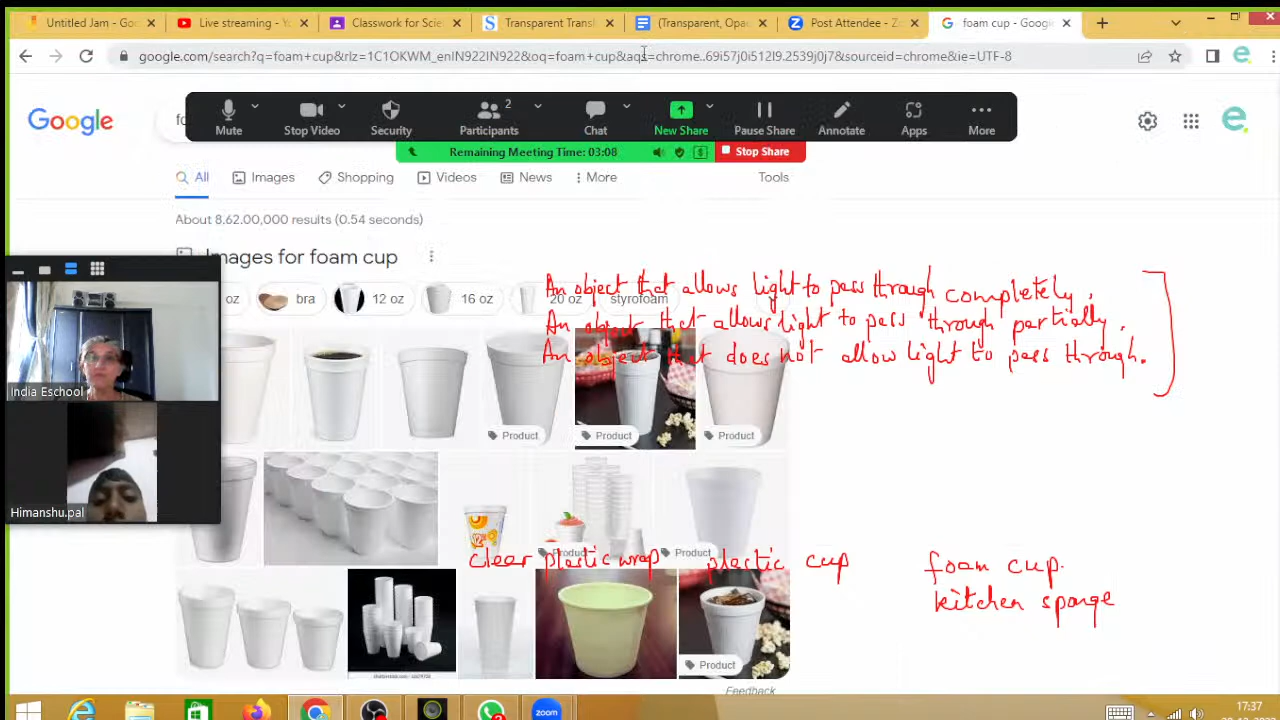 Untitled Jam - Goo
Live streaming - Yo
Classwork for Scie
Transparent Transl
(Transparent, Opac
Post Attendee - Zo
foam cup - Google
google.com/search?q=foam+cup&rlz=1C1OKWM_enIN922IN922&oq=foam+cup&aqs=chrome..69i57j0i512l9.2539j0j7&sourceid=chrome&ie=UTF-8
Google
Mute
Stop Video
Security
Participants
2
Chat
New Share
Pause Share
Annotate
Apps
More
Remaining Meeting Time: 03:08
Stop Share
All
Images
Shopping
Videos
News
More
Tools
About 8,62,00,000 results (0.54 seconds)
Images for foam cup
oz
bra
12 oz
16 oz
20 oz
styrofoam
An object that allows light to pass through completely.
An object that allows light to pass through partially.
An object that does not allow light to pass through.
India Eschool
Product
Product
Product
Himanshu.pal
Product
Product
clear plastic wrap
plastic cup
foam cup.
kitchen sponge
Product
Feedback
zoom
17:37